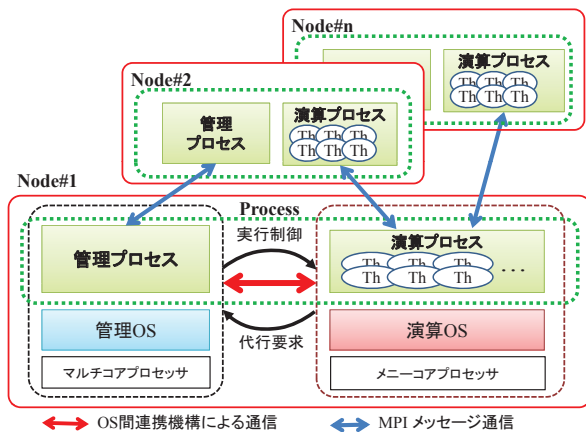 Node#n
演算プロセス
Th Th Th
Th Th Th
Node#2
管理
プロセス
演算プロセス
Th Th Th
Th Th Th
Node#1
Process
管理プロセス
実行制御
演算プロセス
Th Th Th
Th Th Th ···
管理OS
代行要求
演算OS
マルチコアプロセッサ
メニーコアプロセッサ
OS間連携機構による通信
MPI メッセージ通信